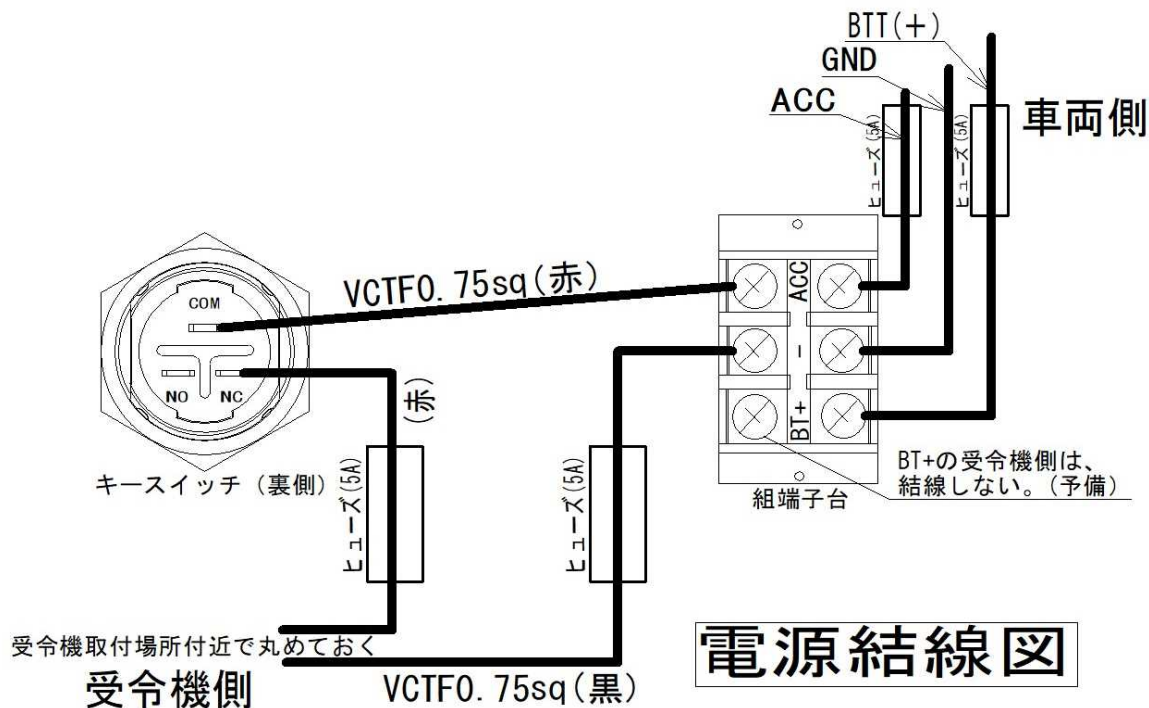 BTT(＋)
GND
ACC
車両側
ヒューズ(5A)
ヒューズ(5A)
VCTF0.75sq(赤)
COM
NO
NC
ACC
-
BT+
(赤)
キースイッチ（裏側）
ヒューズ(5A)
ヒューズ(5A)
組端子台
BT+の受令機側は、
結線しない。(予備)
受令機取付場所付近で丸めておく
受令機側
VCTF0.75sq(黒)
電源結線図